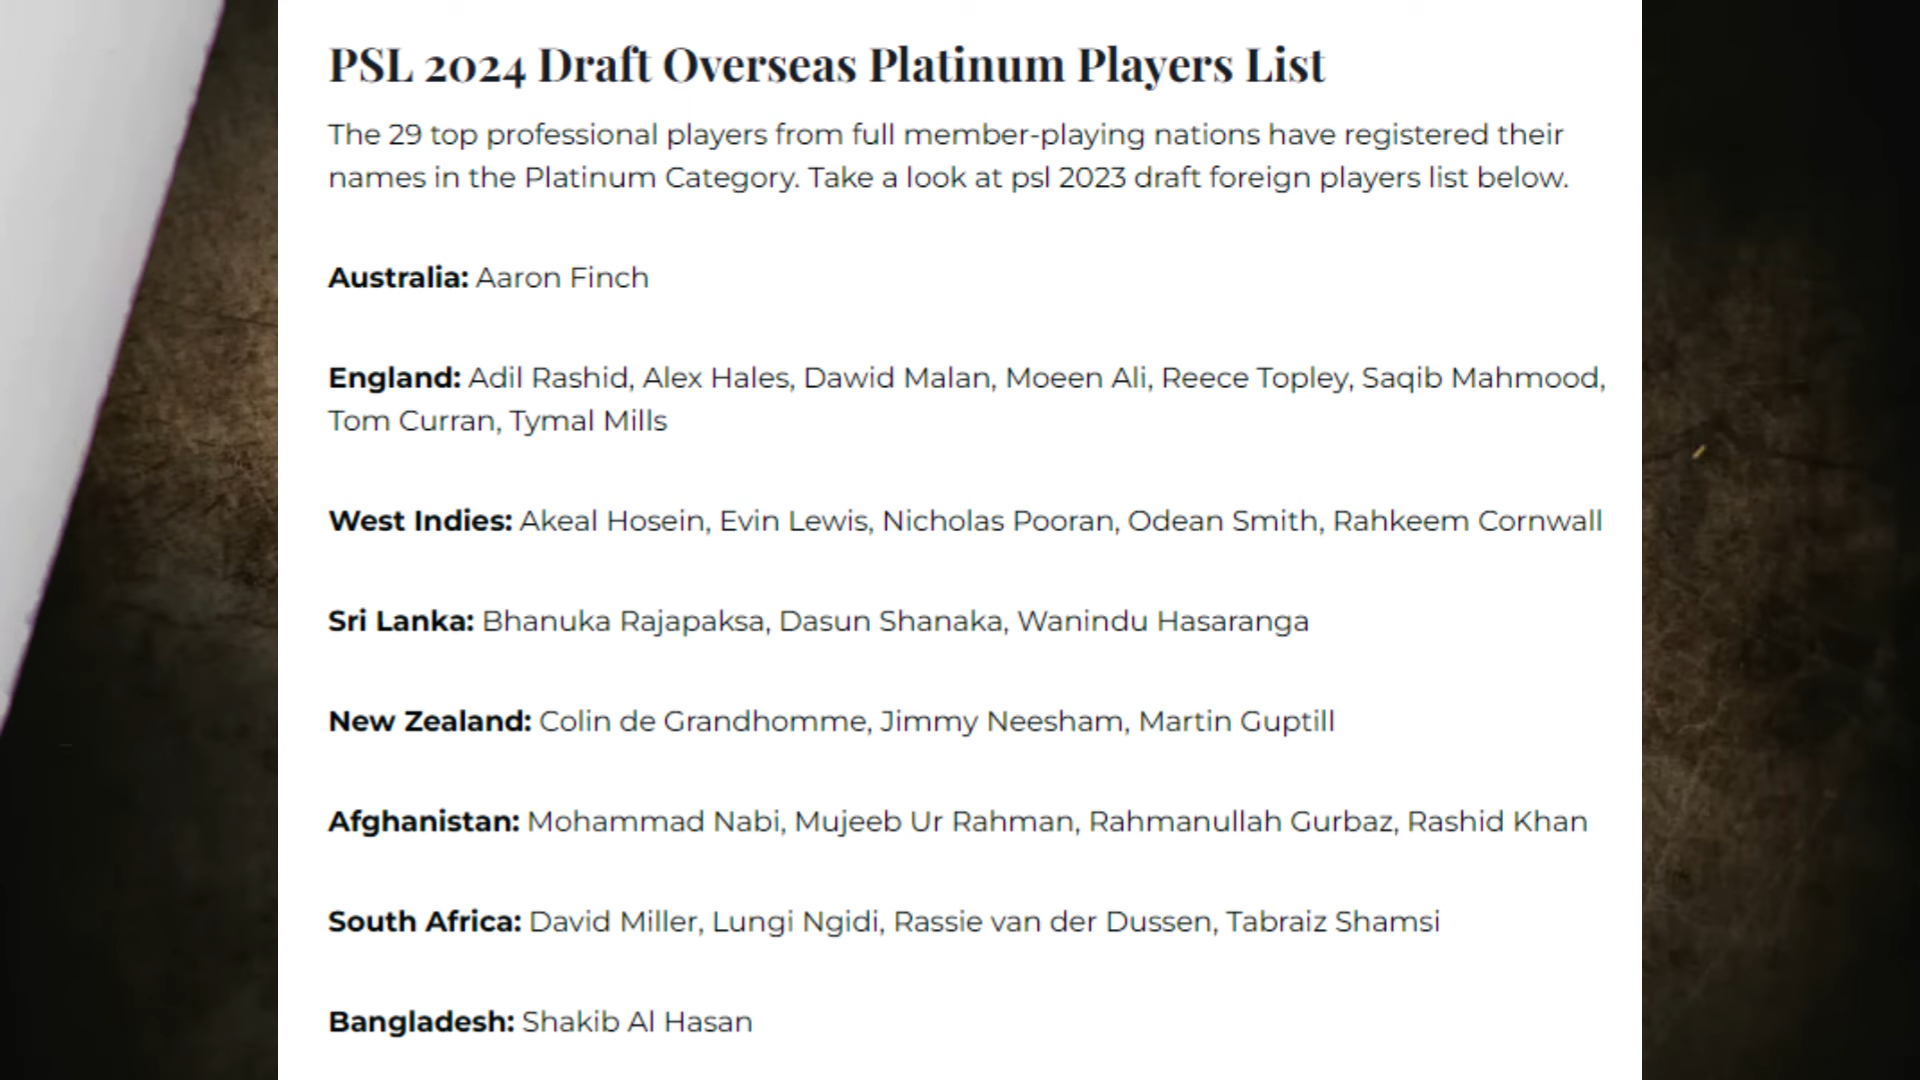 PSL 2024 Draft Overseas Platinum Players List
The 29 top professional players from full member-playing nations have registered their
names in the Platinum Category. Take a look at psl 2023 draft foreign players list below.
Australia: Aaron Finch
England: Adil Rashid, Alex Hales, Dawid Malan, Moeen Ali, Reece Topley, Saqib Mahmood,
Tom Curran, Tymal Mills
West Indies: Akeal Hosein, Evin Lewis, Nicholas Pooran, Odean Smith, Rahkeem Cornwall
Sri Lanka: Bhanuka Rajapaksa, Dasun Shanaka, Wanindu Hasaranga
New Zealand: Colin de Grandhomme, Jimmy Neesham, Martin Guptill
Afghanistan: Mohammad Nabi, Mujeeb Ur Rahman, Rahmanullah Gurbaz, Rashid Khan
South Africa: David Miller, Lungi Ngidi, Rassie van der Dussen, Tabraiz Shamsi
Bangladesh: Shakib Al Hasan